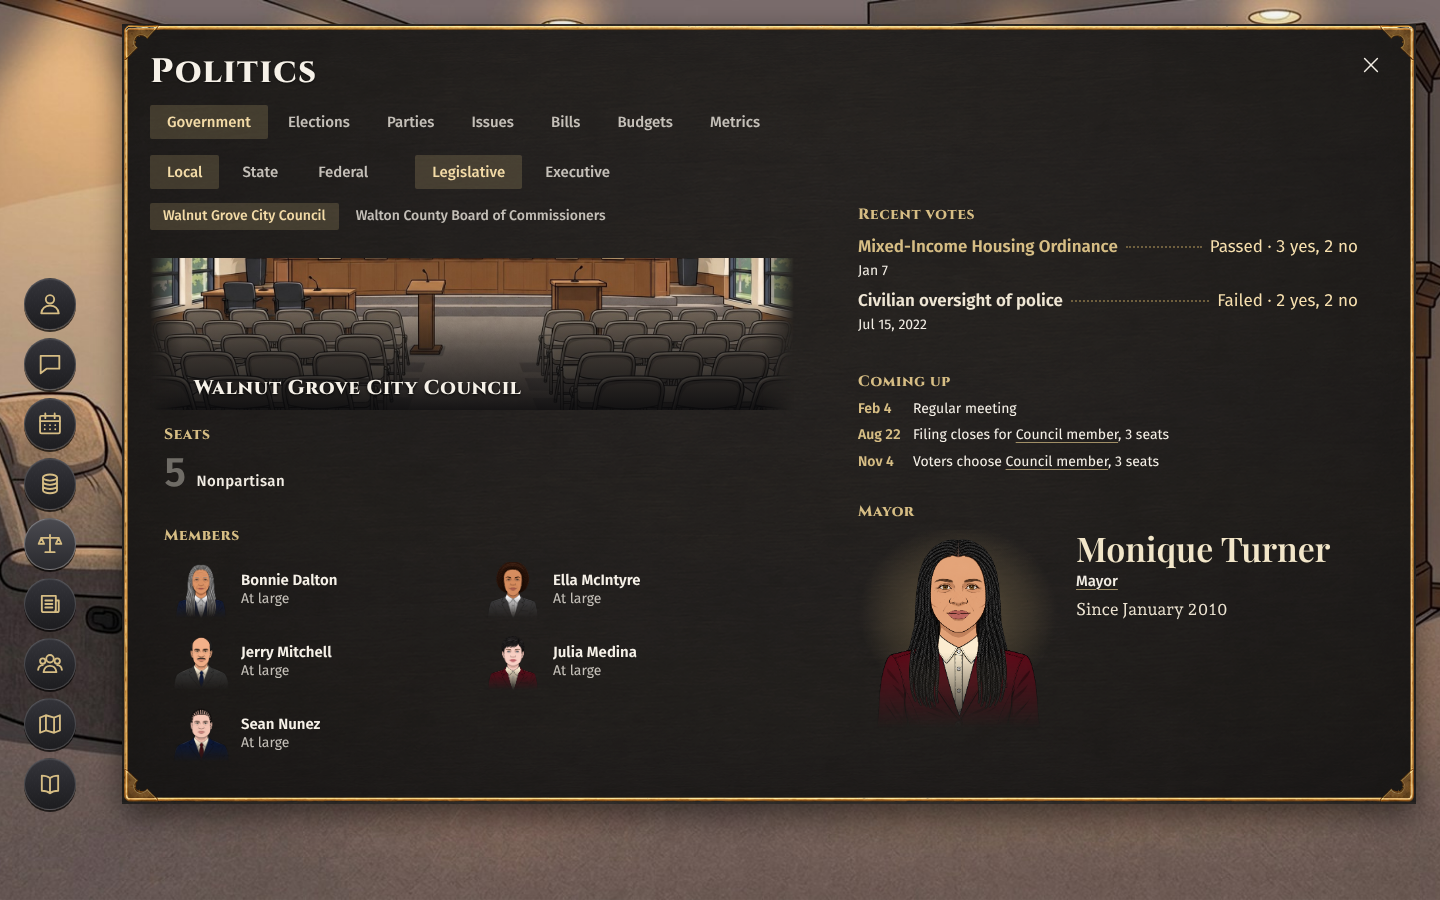 Politics
Government Elections Parties Issues Bills Budgets Metrics
Local State Federal Legislative Executive
Walnut Grove City Council Walton County Board of Commissioners
Walnut Grove City Council
Seats
5 Nonpartisan
Members
Bonnie Dalton
At large
Ella McIntyre
At large
Jerry Mitchell
At large
Julia Medina
At large
Sean Nunez
At large
Recent votes
Mixed-Income Housing Ordinance Passed · 3 yes, 2 no
Jan 7
Civilian oversight of police Failed · 2 yes, 2 no
Jul 15, 2022
Coming up
Feb 4 Regular meeting
Aug 22 Filing closes for Council member, 3 seats
Nov 4 Voters choose Council member, 3 seats
Mayor
Monique Turner
Mayor
Since January 2010